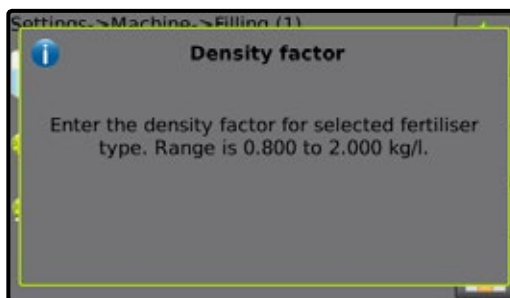 Settings->Machine->Filling (1)
Density factor
Enter the density factor for selected fertiliser
type. Range is 0.800 to 2.000 kg/l.